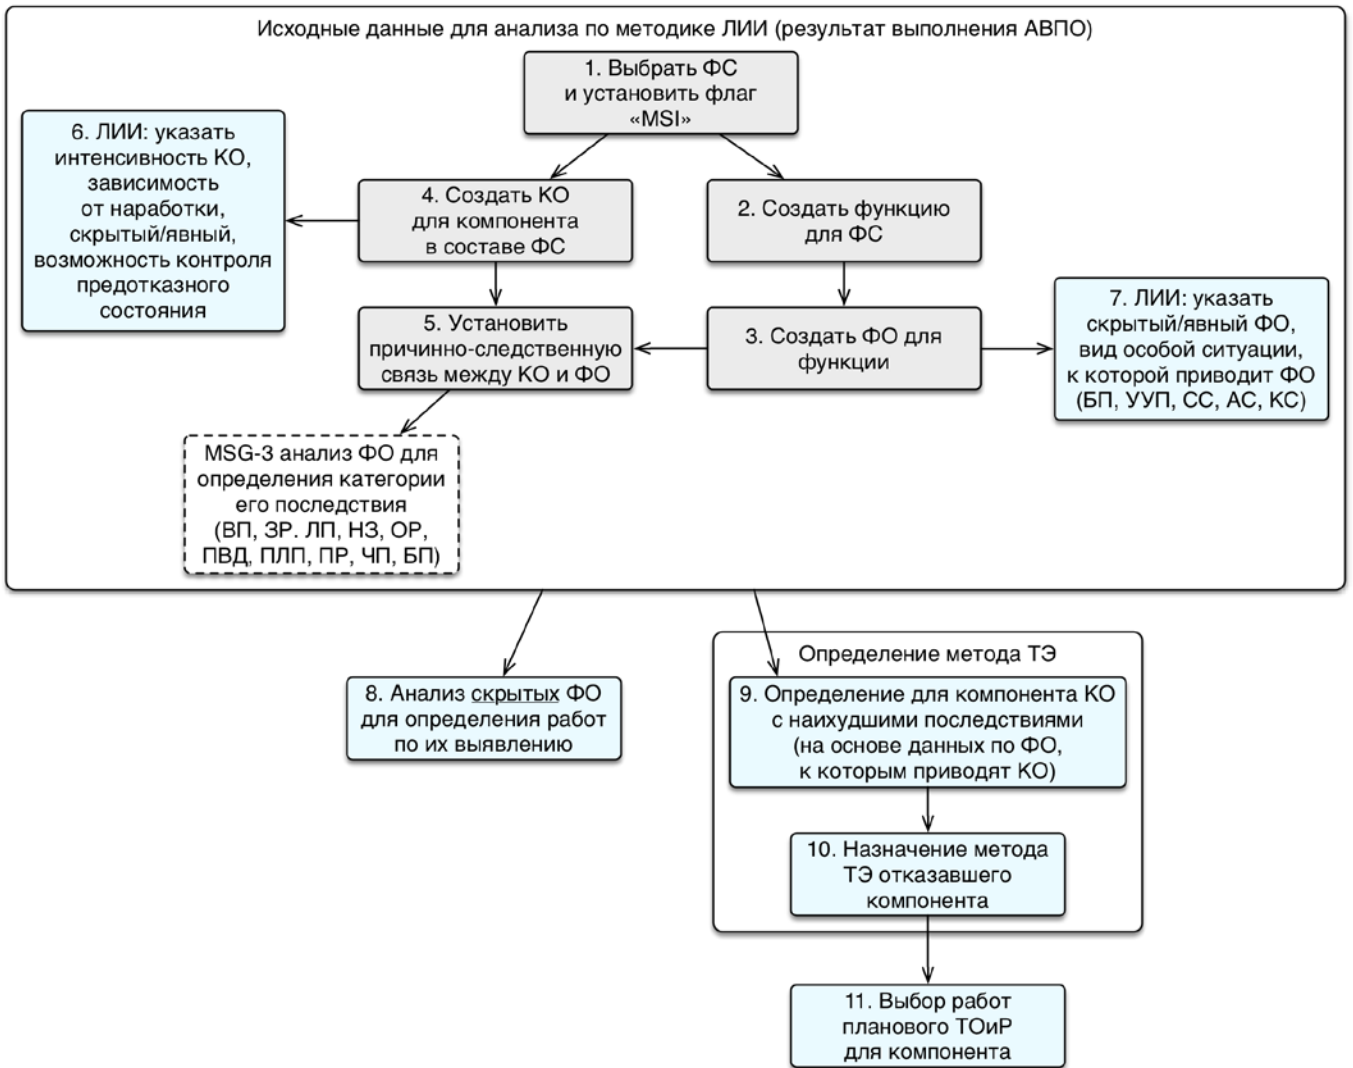 Исходные данные для анализа по методике ЛИИ (результат выполнения АВПО)
1. Выбрать ФС
и установить флаг
«MSI»
6. ЛИИ: указать
интенсивность КО,
зависимость
от наработки,
скрытый/явный,
возможность контроля
предотказного
состояния
4. Создать КО
для компонента
в составе ФС
2. Создать функцию
для ФС
5. Установить
причинно-следственную
связь между КО и ФО
3. Создать ФО для
функции
7. ЛИИ: указать
скрытый/явный ФО,
вид особой ситуации,
к которой приводит ФО
(БП, УУП, СС, АС, КС)
MSG-3 анализ ФО для
определения категории
его последствия
(ВП, ЗР. ЛП, НЗ, ОР,
ПВД, ПЛП, ПР, ЧП, БП)
8. Анализ скрытых ФО
для определения работ
по их выявлению
Определение метода ТЭ
9. Определение для компонента КО
с наихудшими последствиями
(на основе данных по ФО,
к которым приводят КО)
10. Назначение метода
ТЭ отказавшего
компонента
11. Выбор работ
планового ТОиР
для компонента